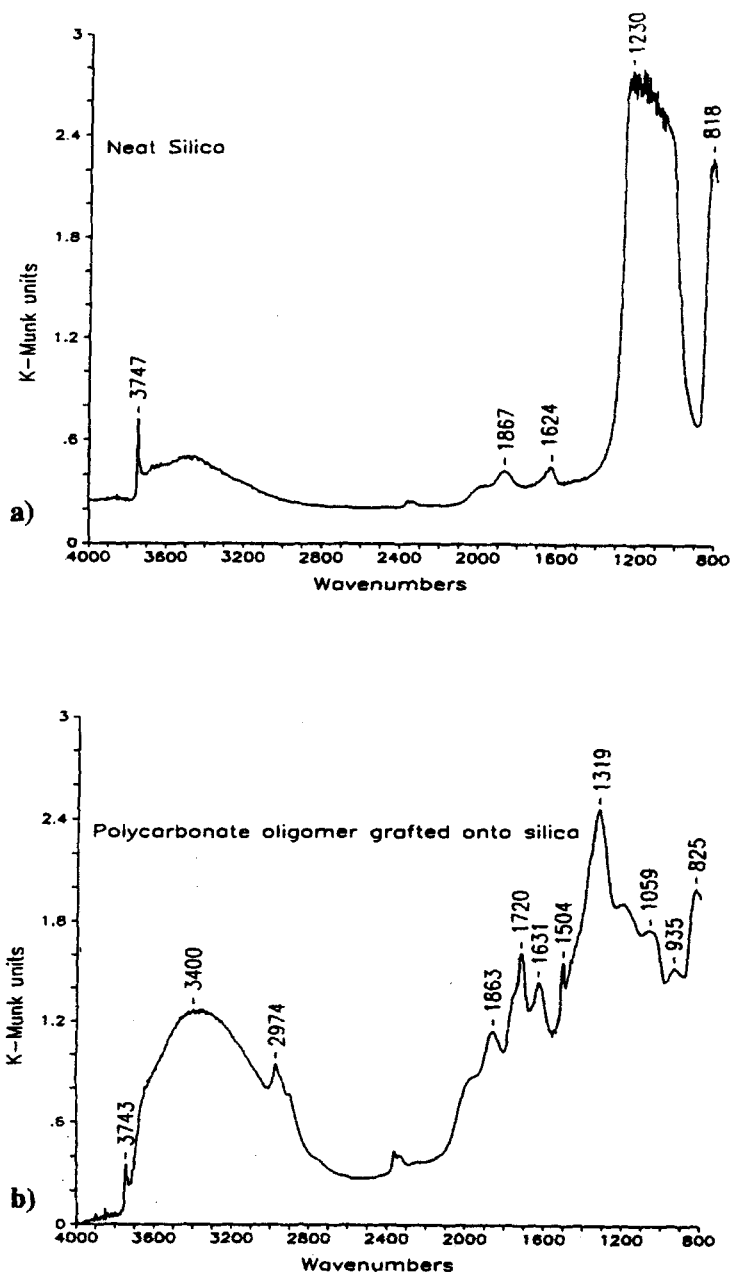 3
2.4
1.8
1.2
.6
0
K-Munk units
Neat Silica
- 3747
- 1867
- 1624
- 1230
- 818
a)
4000 3600 3200 2800 2400 2000 1600 1200 800
Wavenumbers
3
2.4
1.8
1.2
.6
0
K-Munk units
Polycarbonate oligomer grafted onto silica
- 3743
- 3400
- 2974
- 1863
- 1720
- 1631
- 1504
- 1319
- 1059
- 935
- 825
b)
4000 3600 3200 2800 2400 2000 1600 1200 800
Wavenumbers